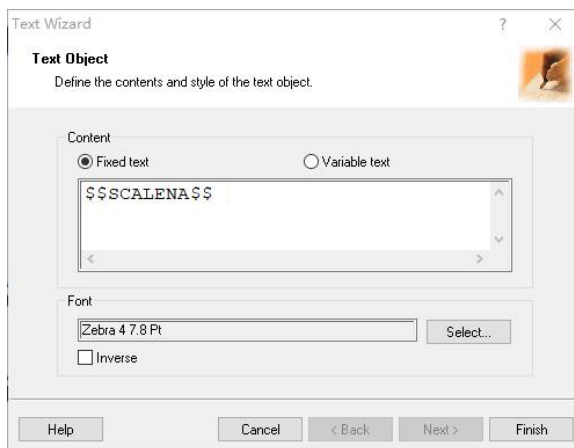 Text Wizard
?
Text Object
Define the contents and style of the text object.
Content
Fixed text
Variable text
$$SCALENA$$
Font
Zebra 4 7.8 Pt
Select...
Inverse
Help
Cancel
< Back
Next >
Finish